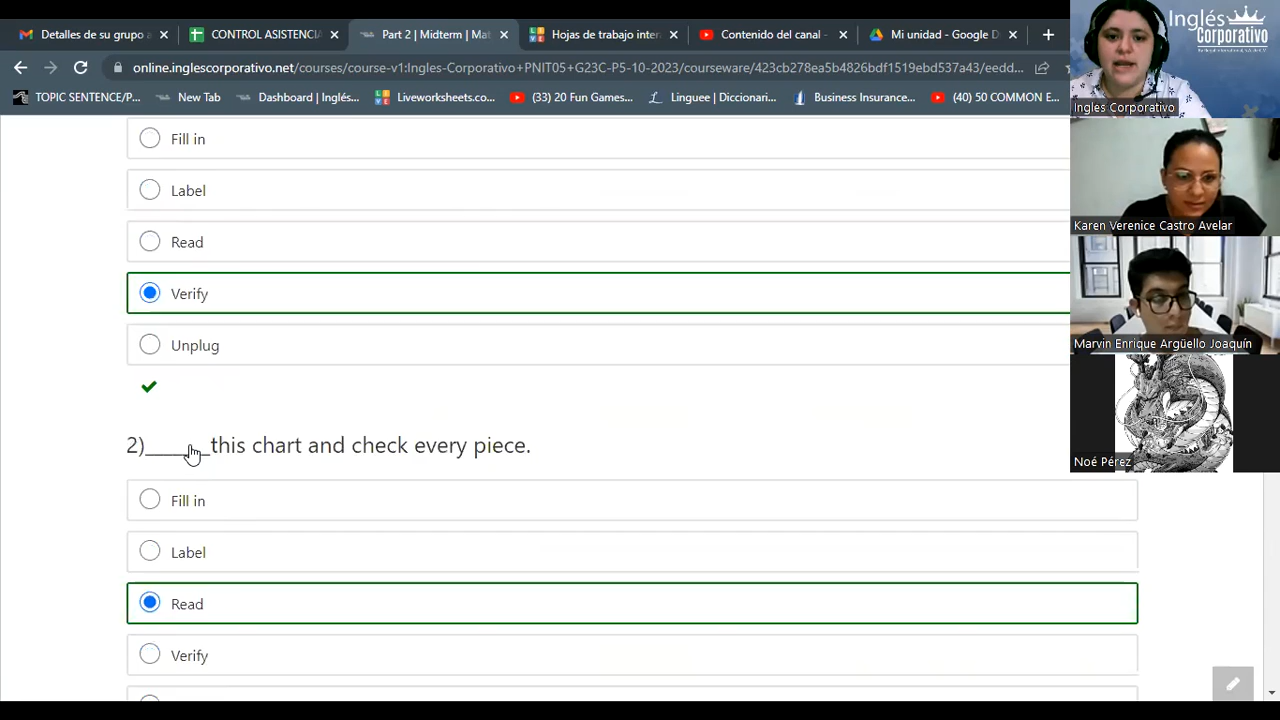 Detalles de su grupo a
CONTROL ASISTENCIA
Part 2 | Midterm | Mat
Hojas de trabajo inter
Contenido del canal -
Mi unidad - Google D
online.inglescorporativo.net/courses/course-v1:Ingles-Corporativo+PNITIC+G23C-P5-10-2023/courseware/423cb278ea5b4826bdf1519ebd537a43/eedd...
TOPIC SENTENCE/P...
New Tab
Dashboard | Inglés...
Liveworksheets.co...
(33) 20 Fun Games...
Linguee | Diccionari...
Business Insurance...
(40) 50 COMMON E...
Fill in
Label
Read
Verify
Unplug
2)______this chart and check every piece.
Fill in
Label
Read
Verify
Inglés
Corporativo
Ingles Corporativo
Karen Verenice Castro Avelar
Marvin Enrique Argüello Joaquín
Noé Pérez